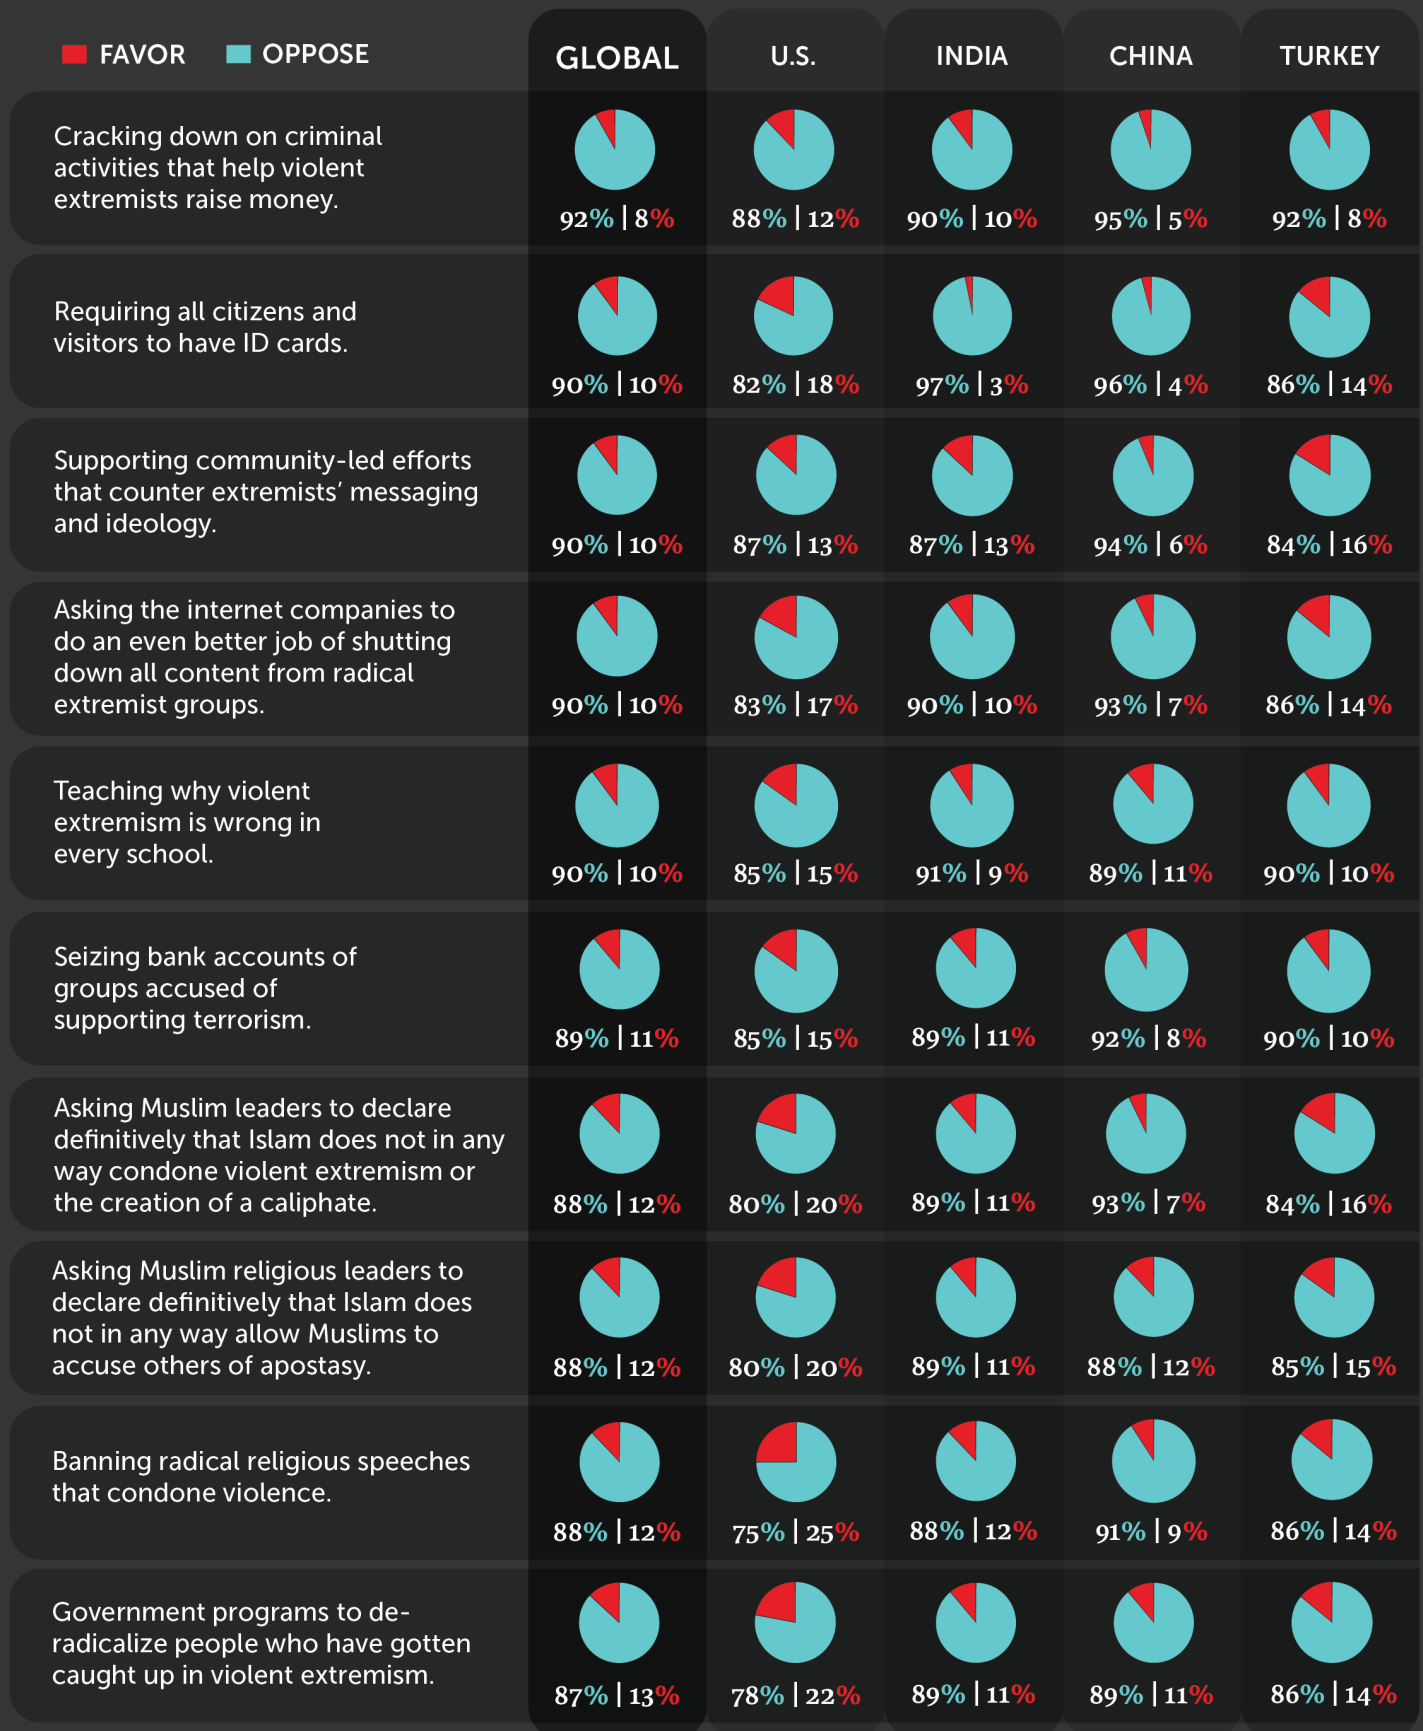 FAVOR OPPOSE GLOBAL U.S. INDIA CHINA TURKEY
Cracking down on criminal
activities that help violent
extremists raise money.
92% | 8% 88% | 12% 90% | 10% 95% | 5% 92% | 8%
Requiring all citizens and
visitors to have ID cards.
90% | 10% 82% | 18% 97% | 3% 96% | 4% 86% | 14%
Supporting community-led efforts
that counter extremists’ messaging
and ideology.
90% | 10% 87% | 13% 87% | 13% 94% | 6% 84% | 16%
Asking the internet companies to
do an even better job of shutting
down all content from radical
extremist groups.
90% | 10% 83% | 17% 90% | 10% 93% | 7% 86% | 14%
Teaching why violent
extremism is wrong in
every school.
90% | 10% 85% | 15% 91% | 9% 89% | 11% 90% | 10%
Seizing bank accounts of
groups accused of
supporting terrorism.
89% | 11% 85% | 15% 89% | 11% 92% | 8% 90% | 10%
Asking Muslim leaders to declare
definitively that Islam does not in any
way condone violent extremism or
the creation of a caliphate.
88% | 12% 80% | 20% 89% | 11% 93% | 7% 84% | 16%
Asking Muslim religious leaders to
declare definitively that Islam does
not in any way allow Muslims to
accuse others of apostasy.
88% | 12% 80% | 20% 89% | 11% 88% | 12% 85% | 15%
Banning radical religious speeches
that condone violence.
88% | 12% 75% | 25% 88% | 12% 91% | 9% 86% | 14%
Government programs to de-
radicalize people who have gotten
caught up in violent extremism.
87% | 13% 78% | 22% 89% | 11% 89% | 11% 86% | 14%